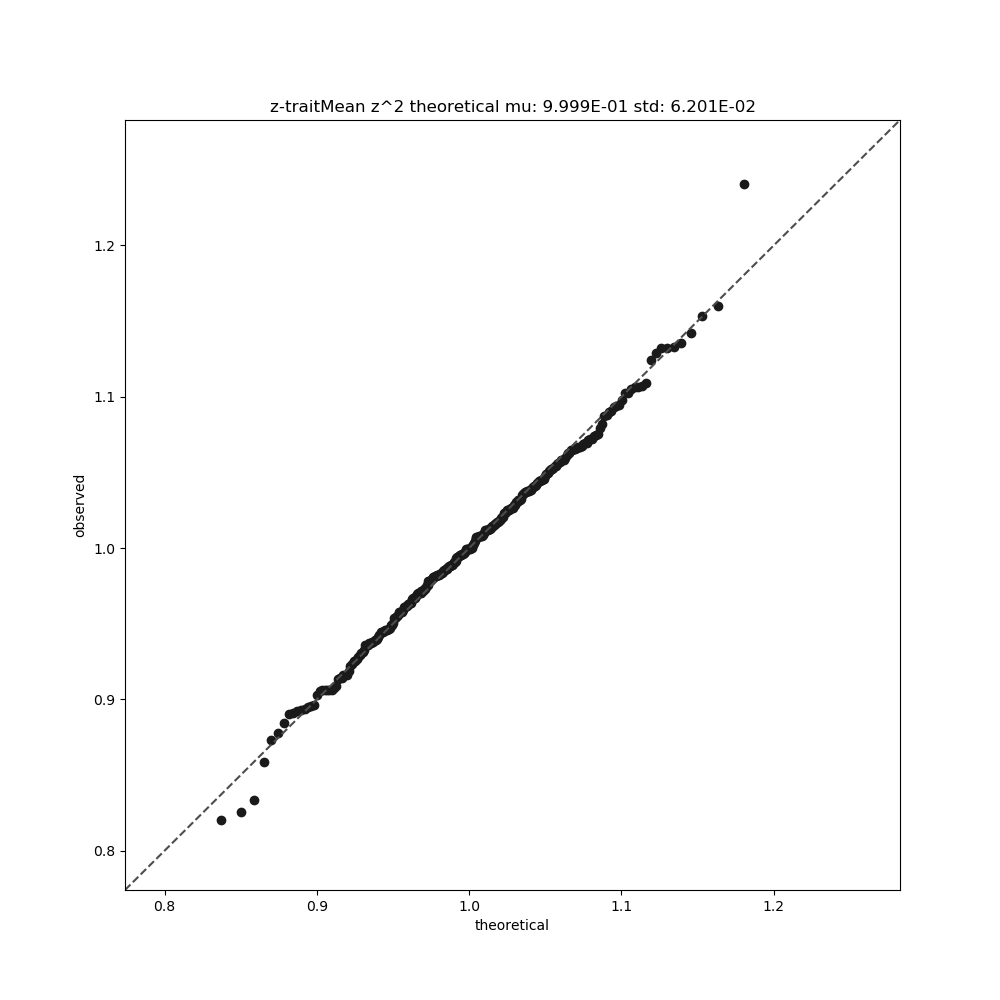 z-traitMean z^2 theoretical mu: 9.999E-01 std: 6.201E-02
1.2
1.1
observed
1.0
0.9
0.8
0.8 0.9 1.0 1.1 1.2
theoretical